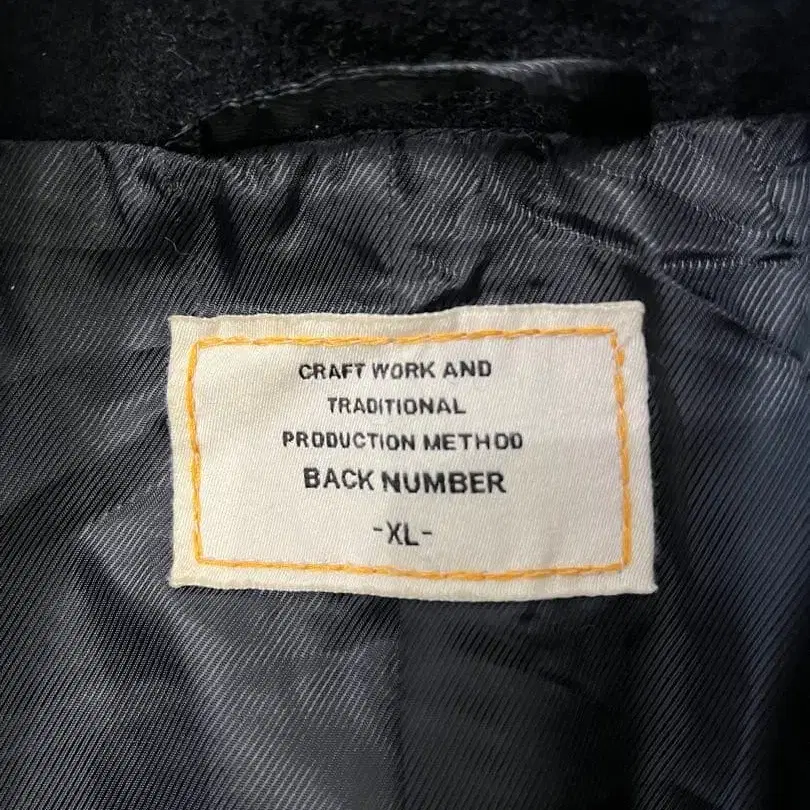 CRAFT WORK AND
TRADITIONAL
PRODUCTION METHOD
BACK NUMBER
-XL-